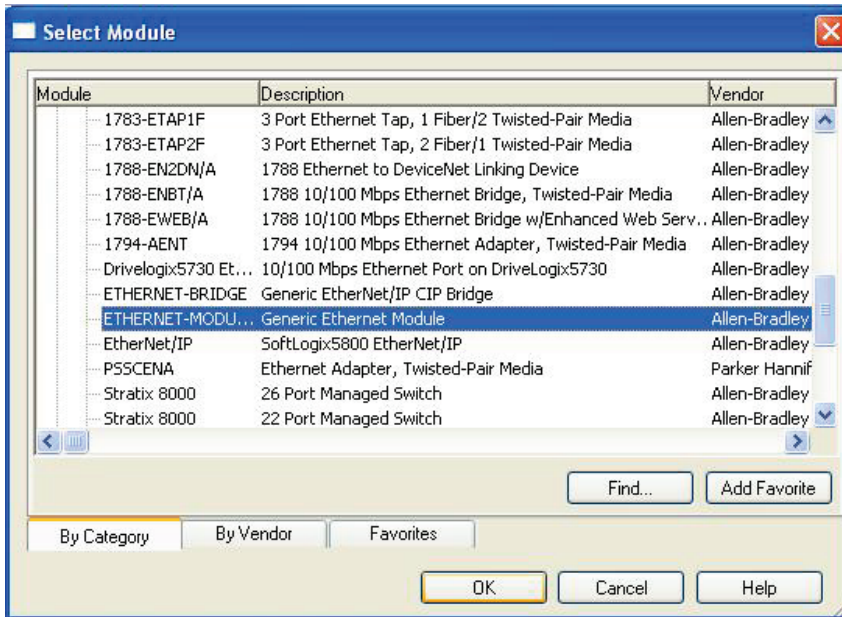 Select Module
Module Description Vendor
1783-ETAP1F 3 Port Ethernet Tap, 1 Fiber/2 Twisted-Pair Media Allen-Bradley
1783-ETAP2F 3 Port Ethernet Tap, 2 Fiber/1 Twisted-Pair Media Allen-Bradley
1788-EN2DN/A 1788 Ethernet to DeviceNet Linking Device Allen-Bradley
1788-ENBT/A 1788 10/100 Mbps Ethernet Bridge, Twisted-Pair Media Allen-Bradley
1788-EWEB/A 1788 10/100 Mbps Ethernet Bridge w/Enhanced Web Serv... Allen-Bradley
1794-AENT 1794 10/100 Mbps Ethernet Adapter, Twisted-Pair Media Allen-Bradley
Drivelogix5730 Et... 10/100 Mbps Ethernet Port on DriveLogix5730 Allen-Bradley
ETHERNET-BRIDGE Generic EtherNet/IP CIP Bridge Allen-Bradley
ETHERNET-MODU... Generic Ethernet Module Allen-Bradley
EtherNet/IP SoftLogix5800 EtherNet/IP Allen-Bradley
PSSCENA Ethernet Adapter, Twisted-Pair Media Parker Hannif
Stratix 8000 26 Port Managed Switch Allen-Bradley
Stratix 8000 22 Port Managed Switch Allen-Bradley
Find... Add Favorite
By Category By Vendor Favorites
OK Cancel Help